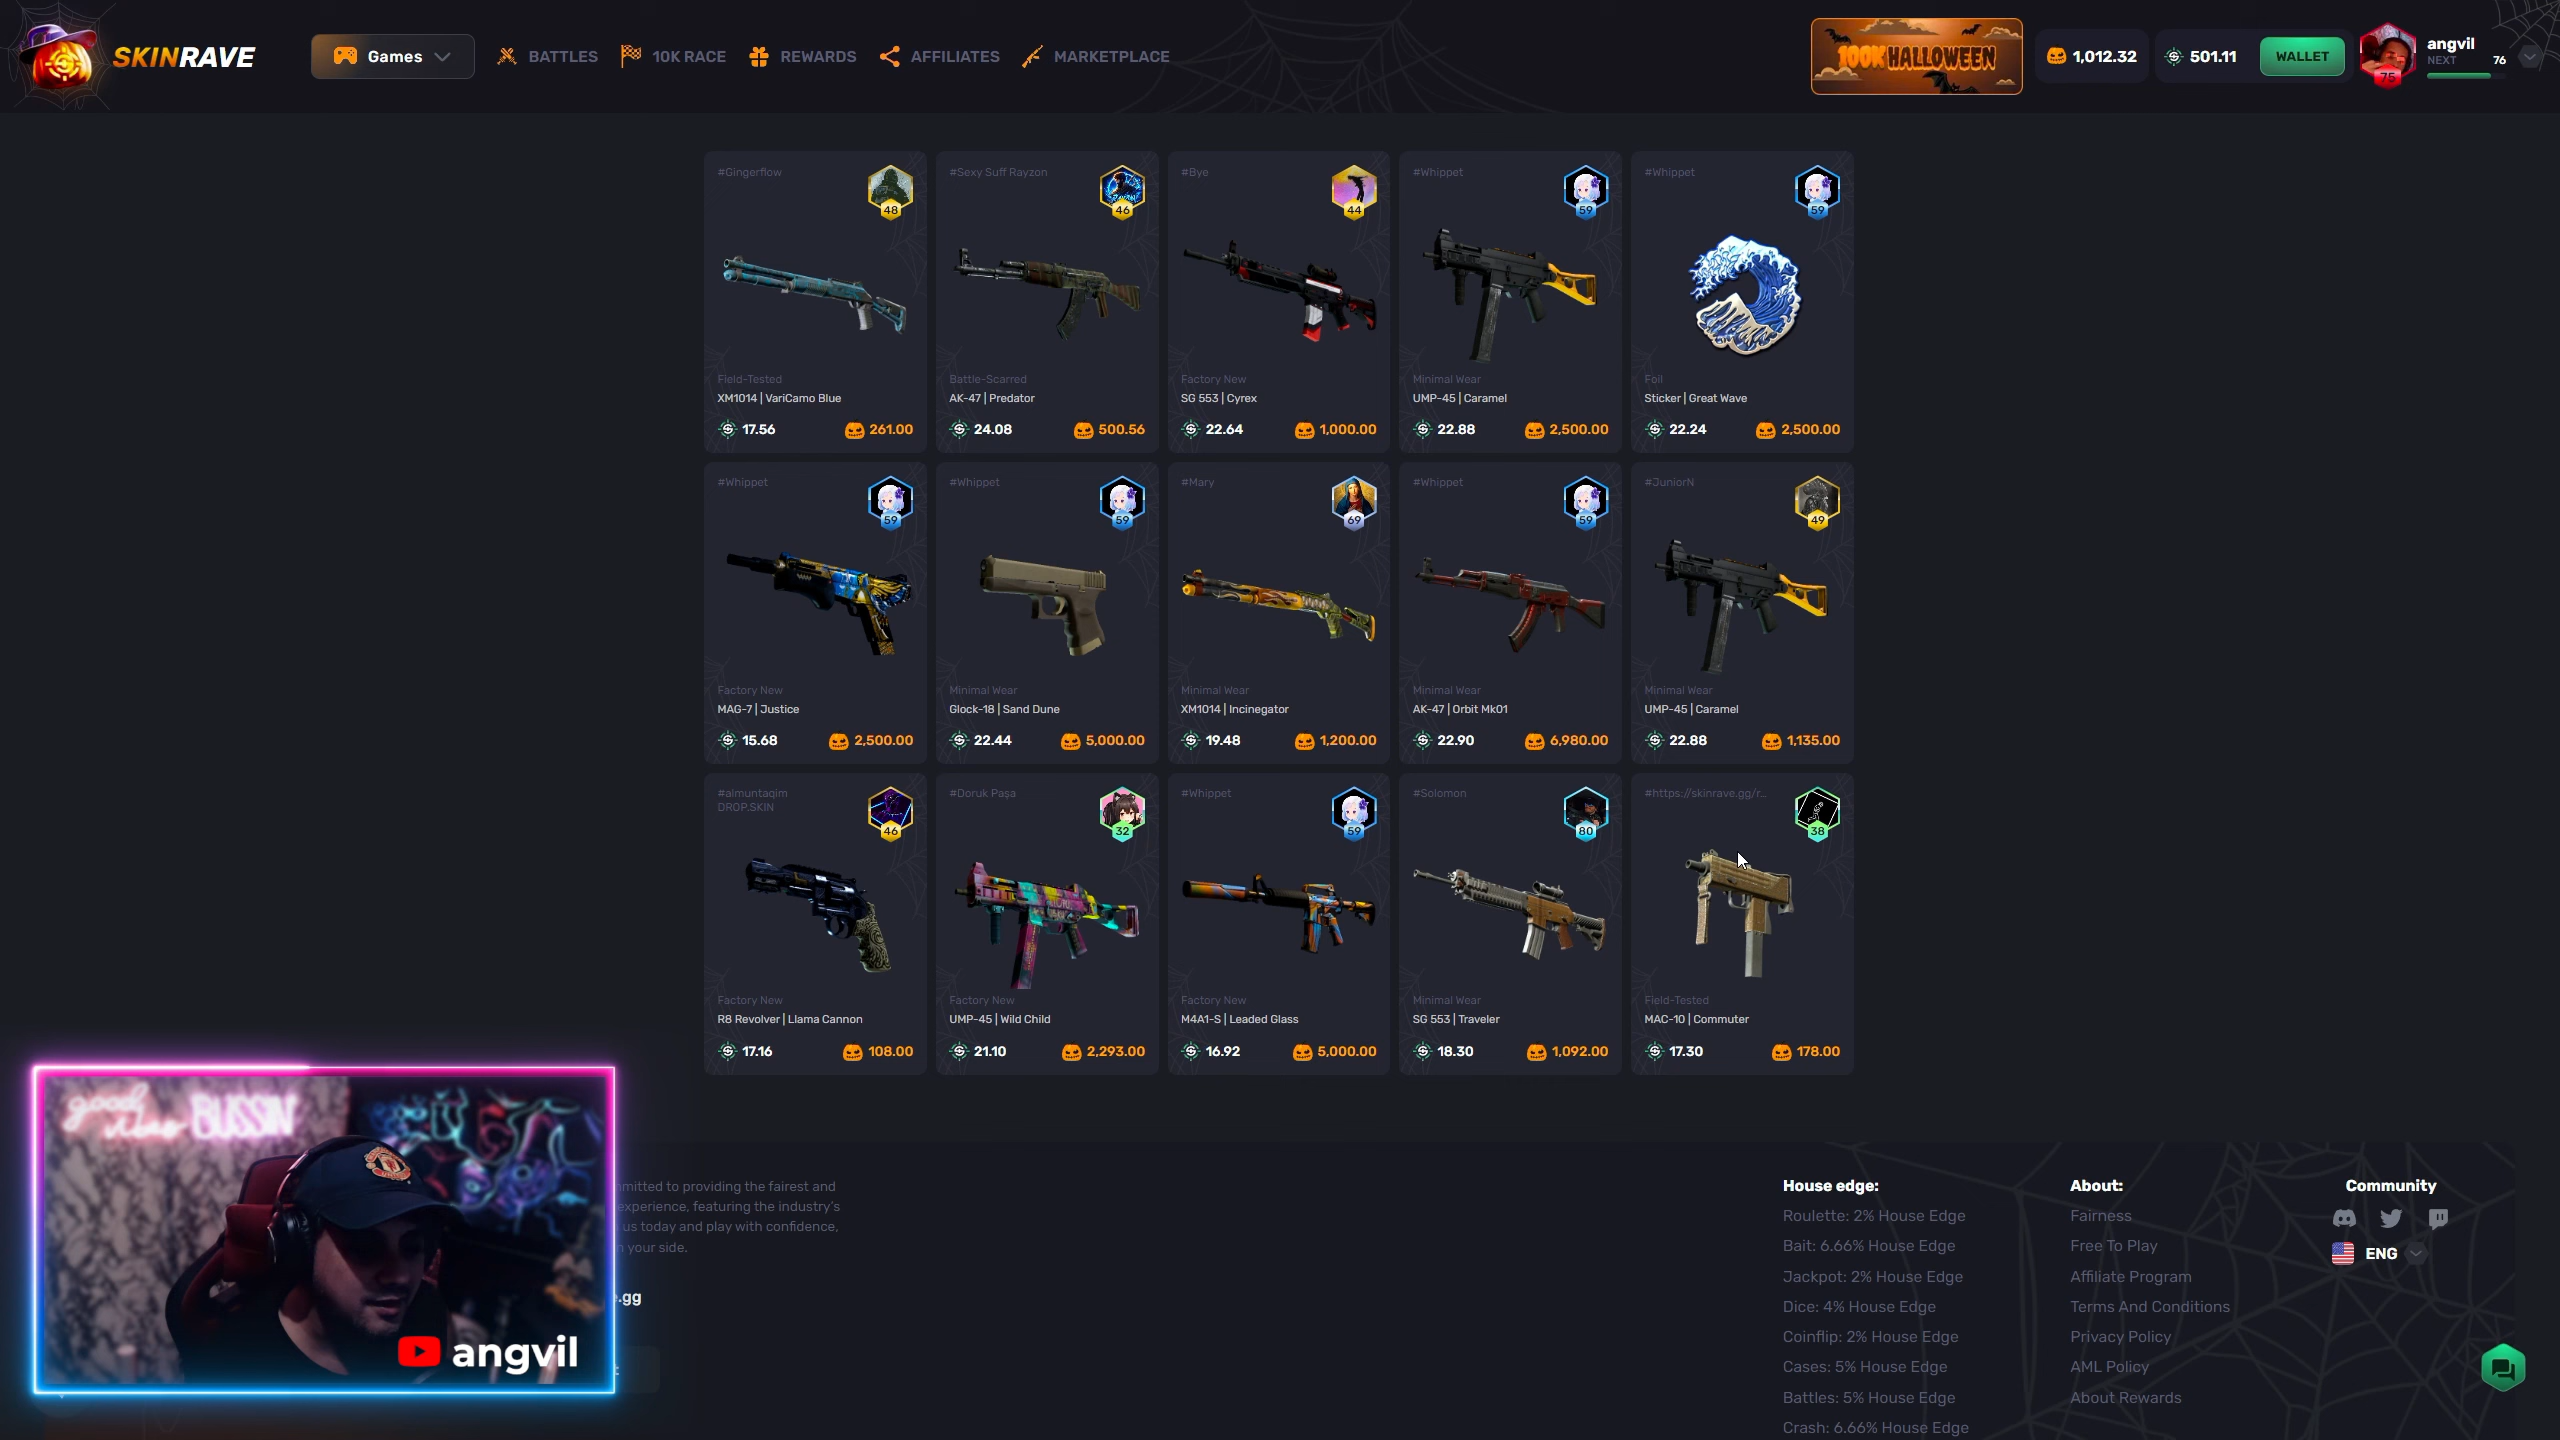 SKINRAVE
Games
BATTLES
10K RACE
REWARDS
AFFILIATES
MARKETPLACE
100K HALLOWEEN
1,012.32
501.11
WALLET
75
angvil
NEXT
76
#Gingerflow
48
Field-Tested
XM1014 | VariCamo Blue
17.56
261.00
#Sexy Suff Rayzon
46
Battle-Scarred
AK-47 | Predator
24.08
500.56
#Bye
44
Factory New
SG 553 | Cyrex
22.64
1,000.00
#Whippet
59
Minimal Wear
UMP-45 | Caramel
22.88
2,500.00
#Whippet
59
Foil
Sticker | Great Wave
22.24
2,500.00
#Whippet
59
Factory New
MAG-7 | Justice
15.68
2,500.00
#Whippet
59
Minimal Wear
Glock-18 | Sand Dune
22.44
5,000.00
#Mary
69
Minimal Wear
XM1014 | Incinegator
19.48
1,200.00
#Whippet
59
Minimal Wear
AK-47 | Orbit Mk01
22.90
6,980.00
#JuniorN
49
Minimal Wear
UMP-45 | Caramel
22.88
1,135.00
#almuntaqim
DROP.SKIN
46
Factory New
R8 Revolver | Llama Cannon
17.16
108.00
#Doruk Paşa
32
Factory New
UMP-45 | Wild Child
21.10
2,293.00
#Whippet
59
Factory New
M4A1-S | Leaded Glass
16.92
5,000.00
#Solomon
80
Minimal Wear
SG 553 | Traveler
18.30
1,092.00
#https://skinrave.gg/r...
38
Field-Tested
MAC-10 | Commuter
17.30
178.00
good vibes
BUSSIN
angvil
mmitted to providing the fairest and
experience, featuring the industry's
us today and play with confidence,
n your side.
.gg
House edge:
Roulette: 2% House Edge
Bait: 6.66% House Edge
Jackpot: 2% House Edge
Dice: 4% House Edge
Coinflip: 2% House Edge
Cases: 5% House Edge
Battles: 5% House Edge
Crash: 6.66% House Edge
About:
Fairness
Free To Play
Affiliate Program
Terms And Conditions
Privacy Policy
AML Policy
About Rewards
Community
ENG